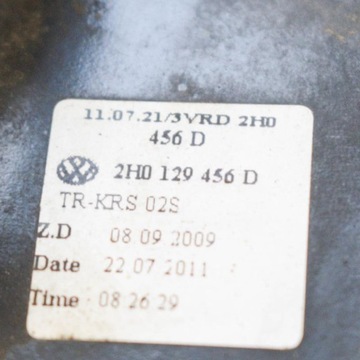 11.07.21/3VRD 2H0
456 D
2H0 129 456 D
TR-KRS 02S
Z.D 08 09 2009
Date 22 07 2011
Time 08 26 29